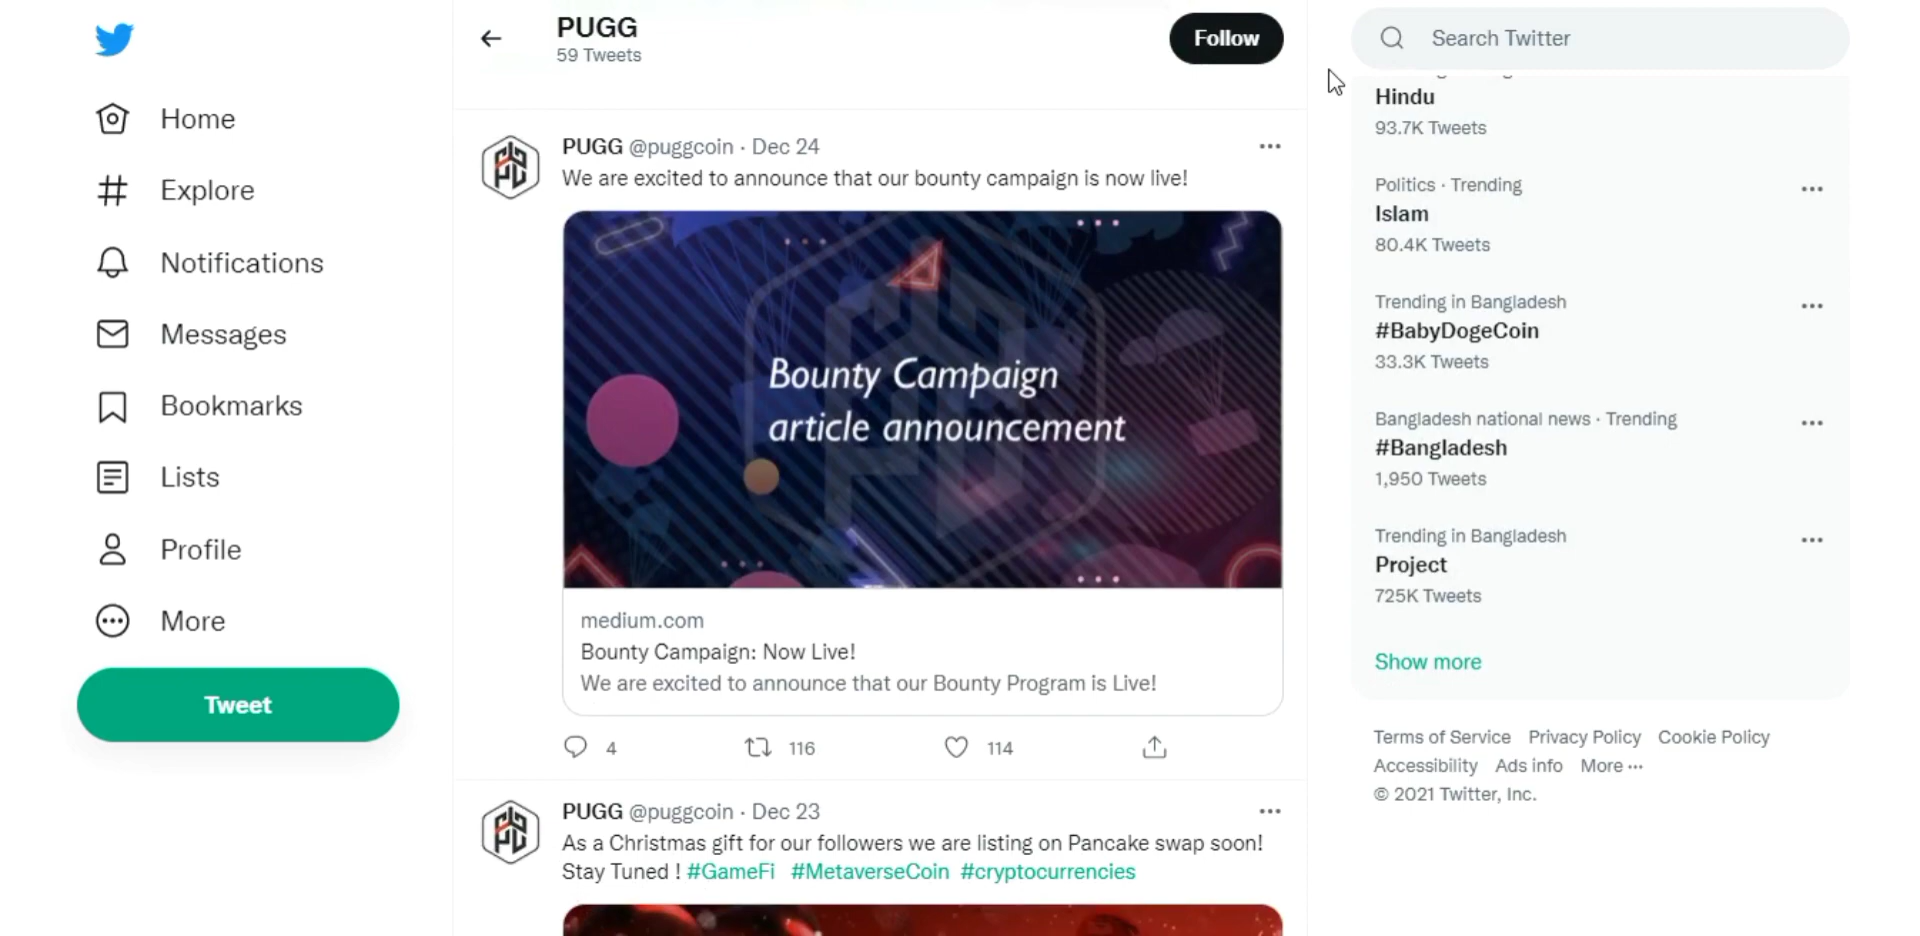 Home
Explore
Notifications
Messages
Bookmarks
Lists
Profile
More
Tweet
PUGG
59 Tweets
Follow
PUGG @puggcoin · Dec 24
We are excited to announce that our bounty campaign is now live!
Bounty Campaign
article announcement
medium.com
Bounty Campaign: Now Live!
We are excited to announce that our Bounty Program is Live!
4 116 114
PUGG @puggcoin · Dec 23
As a Christmas gift for our followers we are listing on Pancake swap soon!
Stay Tuned ! #GameFi #MetaverseCoin #cryptocurrencies
Search Twitter
Hindu
93.7K Tweets
Politics · Trending
Islam
80.4K Tweets
Trending in Bangladesh
#BabyDogeCoin
33.3K Tweets
Bangladesh national news · Trending
#Bangladesh
1,950 Tweets
Trending in Bangladesh
Project
725K Tweets
Show more
Terms of Service Privacy Policy Cookie Policy
Accessibility Ads info More ···
© 2021 Twitter, Inc.